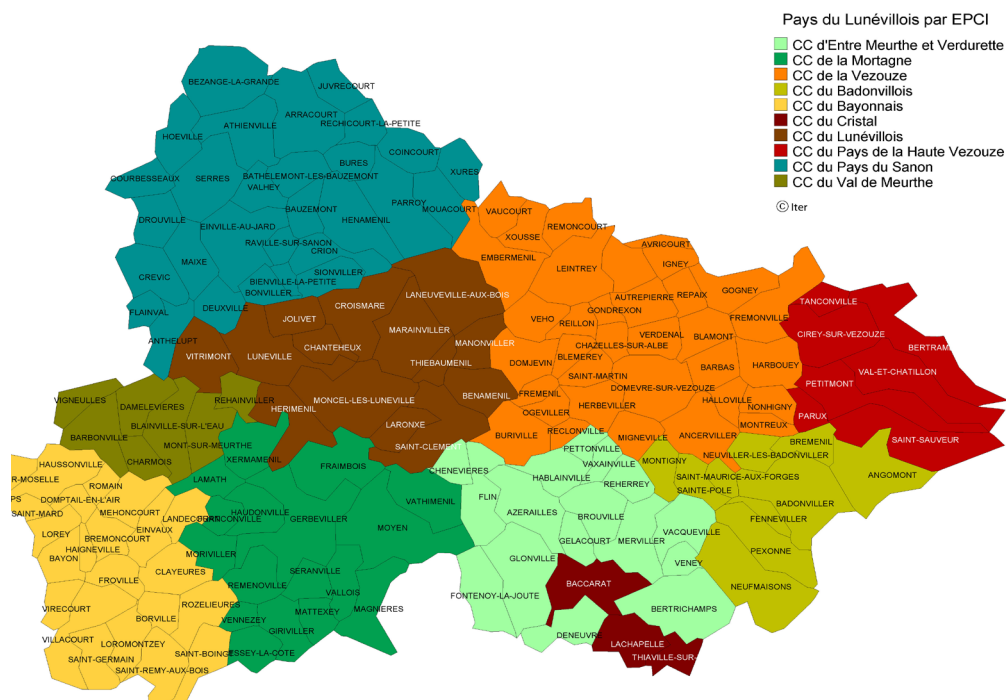 Pays du Lunévillois par EPCI
CC d'Entre Meurthe et Verdurette
CC de la Mortagne
CC de la Vezouze
CC du Badonvillois
CC du Bayonnais
CC du Cristal
CC du Lunévillois
CC du Pays de la Haute Vezouze
CC du Pays du Sanon
CC du Val de Meurthe
© Iter
BEZANGE-LA-GRANDE
JUVRECOURT
ARRACOURT
RECHICOURT-LA-PETITE
ATHIENVILLE
HOEVILLE
COINCOURT
BURES
XURES
BATHELEMONT-LES-BAUZEMONT
SERRES
COURBESSEAUX
VALHEY
PARROY
MOUACOURT
BAUZEMONT
HENAMENIL
DROUVILLE
EINVILLE-AU-JARD
RAVILLE-SUR-SANON
CRION
MAIXE
SIONVILLER
CREVIC
BIENVILLE-LA-PETITE
BONVILLER
DEUXVILLE
FLAINVAL
ANTHELUPT
VAUCOURT
REMONCOURT
XOUSSE
AVRICOURT
EMBERMENIL
IGNEY
LEINTREY
GOGNEY
AUTREPIERRE
REPAIX
GONDREXON
FREMONVILLE
VEHO
REILLON
VERDENAL
BLAMONT
CHAZELLES-SUR-ALBE
BLEMEREY
DOMJEVIN
BARBAS
HARBOUEY
SAINT-MARTIN
DOMEVRE-SUR-VEZOUZE
FREMENIL
HALLOVILLE
HERBEVILLER
NONHIGNY
OGEVILLER
MONTREUX
RECLONVILLE
BURIVILLE
MIGNEVILLE
ANCERVILLER
TANCONVILLE
CIREY-SUR-VEZOUZE
BERTRAM
VAL-ET-CHATILLON
PETITMONT
PARUX
SAINT-SAUVEUR
LANEUVEVILLE-AUX-BOIS
CROISMARE
JOLIVET
MARAINVILLER
MANONVILLER
CHANTEHEUX
VITRIMONT
LUNEVILLE
THIEBAUMENIL
BENAMENIL
MONCEL-LES-LUNEVILLE
HERIMENIL
LARONXE
SAINT-CLEMENT
VIGNEULLES
REHAINVILLER
DAMELEVIERES
BLAINVILLE-SUR-L'EAU
BARBONVILLE
MONT-SUR-MEURTHE
CHARMOIS
XERMAMENIL
FRAIMBOIS
LAMATH
VATHIMENIL
HAUDONVILLE
GERBEVILLER
MOYEN
MORIVILLER
SERANVILLE
REMENOVILLE
VALLOIS
MAGNIERES
MATTEXEY
VENNEZEY
GIRIVILLER
ESSEY-LA-COTE
HAUSSONVILLE
R-MOSELLE
ROMAIN
PS
DOMPTAIL-EN-L'AIR
MEHONCOURT
SAINT-MARD
LANDECOURT
EINVAUX
LOREY
BREMONCOURT
HAIGNEVILLE
BAYON
CLAYEURES
FROVILLE
VIRECOURT
ROZELIEURES
BORVILLE
VILLACOURT
LOROMONTZEY
SAINT-BOINGT
SAINT-GERMAIN
SAINT-REMY-AUX-BOIS
PETTONVILLE
VAXAINVILLE
CHENEVIERES
HABLAINVILLE
REHERREY
FLIN
AZERAILLES
BROUVILLE
VACQUEVILLE
GELACOURT
MERVILLER
GLONVILLE
VENEY
FONTENOY-LA-JOUTE
BERTRICHAMPS
DENEUVRE
BACCARAT
LACHAPELLE
THIAVILLE-SUR-
BREMENIL
NEUVILLER-LES-BADONVILLER
MONTIGNY
SAINT-MAURICE-AUX-FORGES
ANGOMONT
SAINTE-POLE
BADONVILLER
FENNEVILLER
PEXONNE
NEUFMAISONS